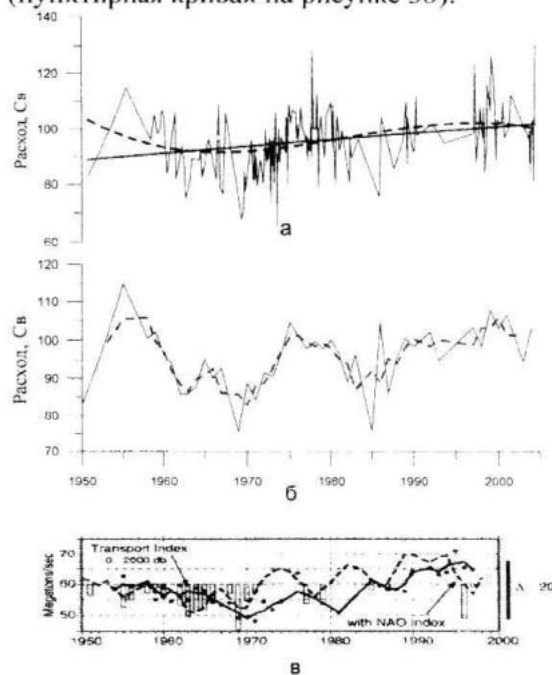 (пунктирная кривая на рисунке 3б).
140
120
100
80
60
Расход, Св
а
120
110
100
90
80
70
Расход, Св
1950 1960 1970 1980 1990 2000
б
Transport Index
0 - 2000 db
70
60
50
Megatons/sec
with NAO index
20
1950 1960 1970 1980 1990 2000
в